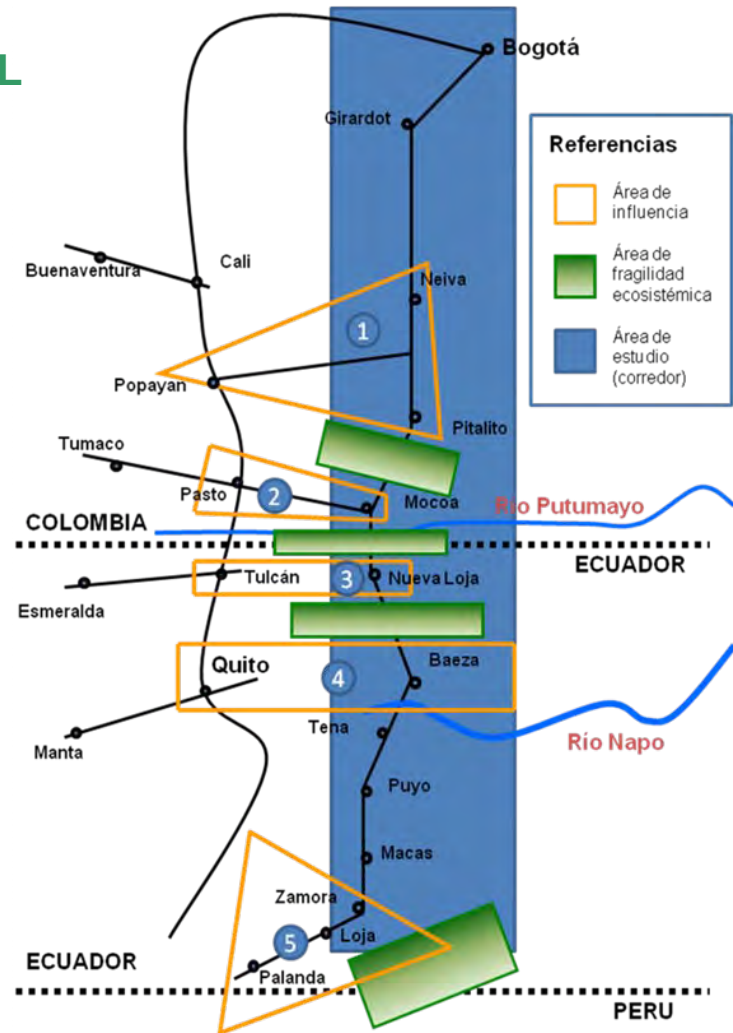 L
Bogotá
Girardot
Referencias
Área de
influencia
Área de
fragilidad
ecosistémica
Área de
estudio
(corredor)
Buenaventura
Cali
Neiva
1
Popayan
Pitalito
Tumaco
Pasto
2
Mocoa
Río Putumayo
COLOMBIA
ECUADOR
Tulcán
3
Nueva Loja
Esmeralda
Quito
4
Baeza
Manta
Tena
Río Napo
Puyo
Macas
Zamora
5
Loja
Palanda
ECUADOR
PERU